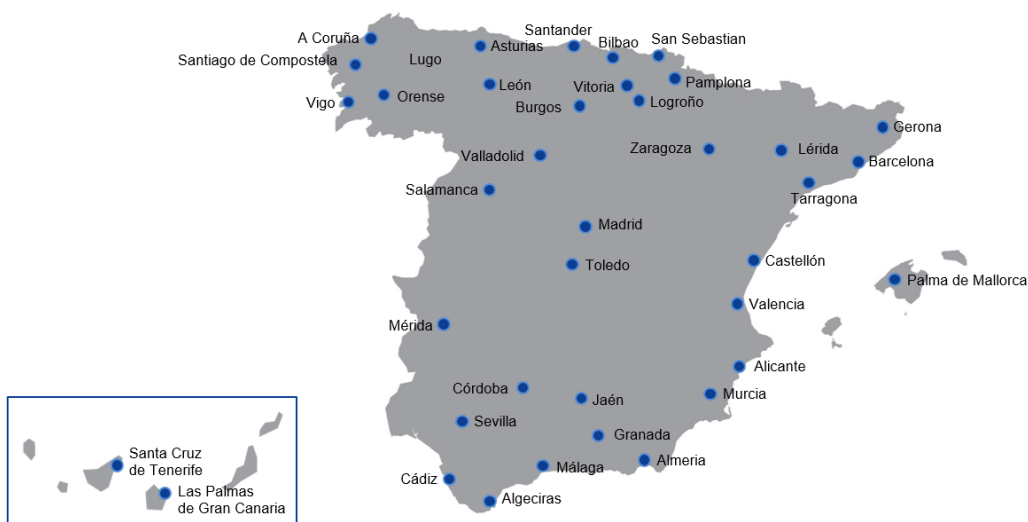 Santander
A Coruña
Asturias
Bilbao
San Sebastian
Santiago de Compostela
Lugo
León
Vitoria
Pamplona
Vigo
Orense
Burgos
Logroño
Gerona
Valladolid
Zaragoza
Lérida
Barcelona
Salamanca
Tarragona
Madrid
Toledo
Castellón
Palma de Mallorca
Valencia
Mérida
Alicante
Córdoba
Jaén
Murcia
Sevilla
Granada
Santa Cruz
de Tenerife
Málaga
Almeria
Cádiz
Las Palmas
de Gran Canaria
Algeciras